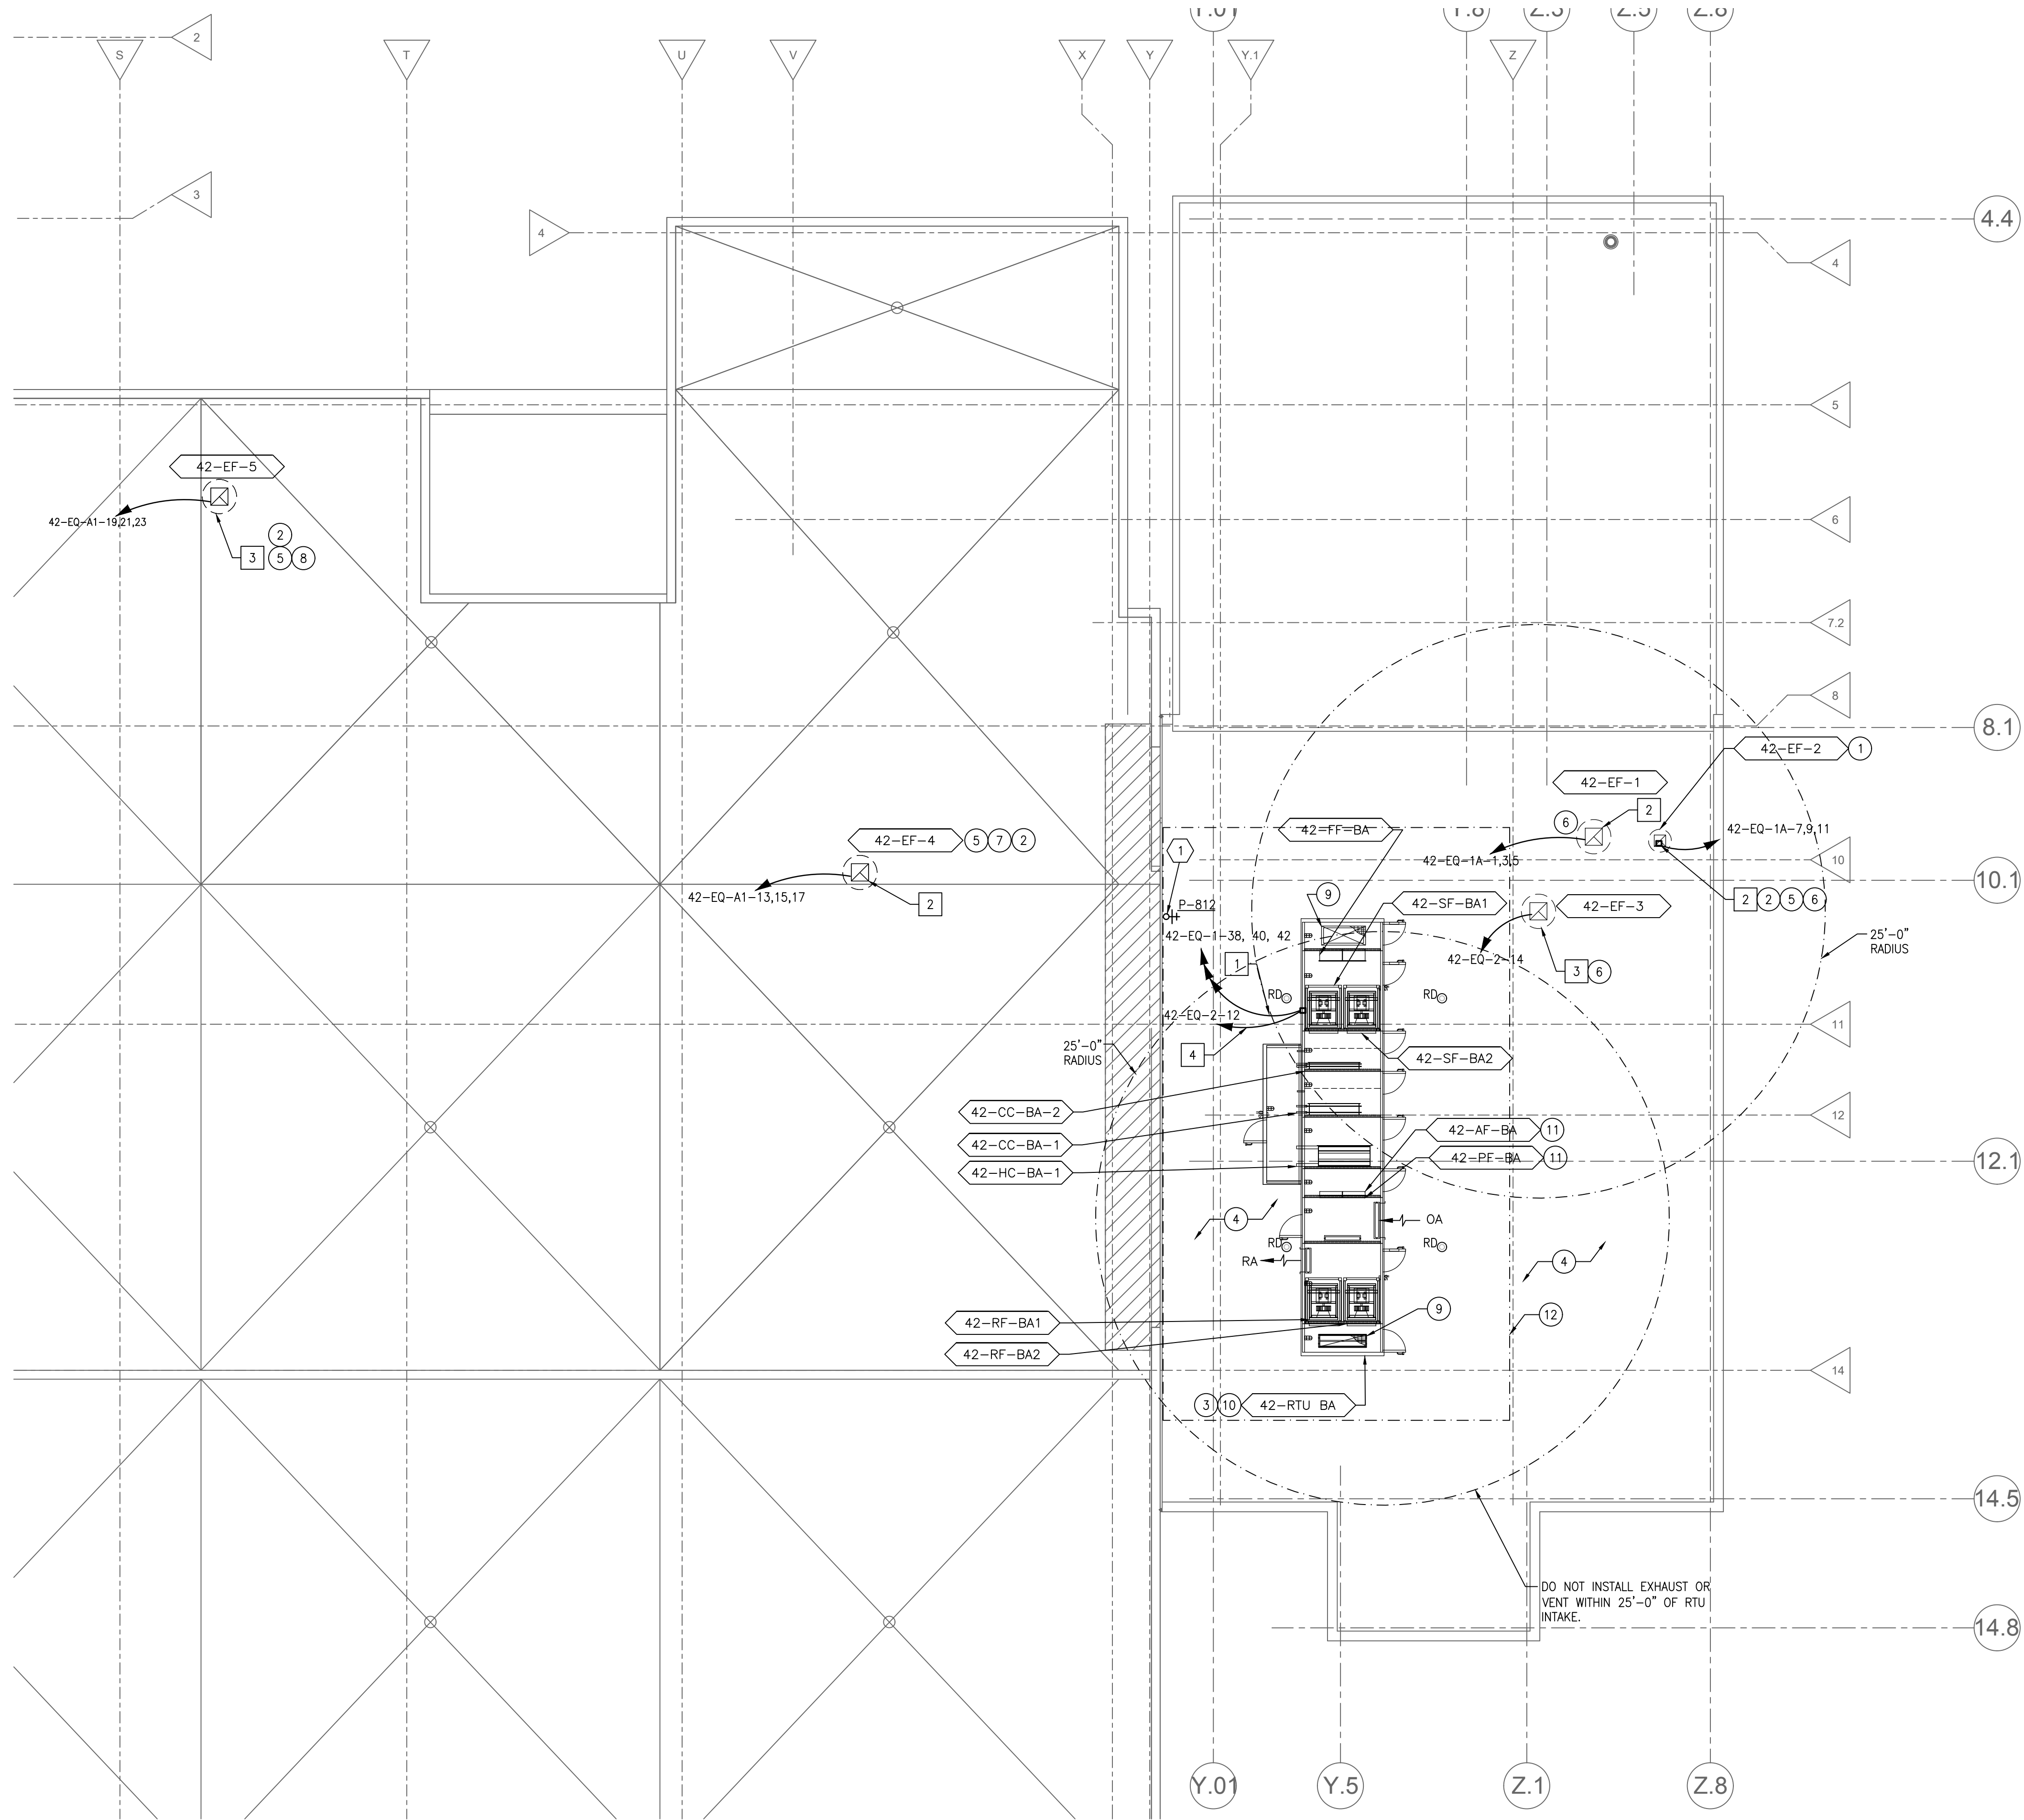 Y.01
Y.8
Z.3
Z.5
Z.8
2
S
T
U
V
X
Y
Y.1
Z
3
4
4.4
4
5
42-EF-5
42-EQ-A1-19,21,23
2
3
5
8
6
7.2
8
8.1
42-EF-2
1
42-EF-1
2
6
42-EQ-1A-7,9,11
42-FF-BA
42-EF-4
5
7
2
1
42-EQ-1A-1,3,5
10
10.1
42-EQ-A1-13,15,17
2
9
P-812
42-SF-BA1
42-EF-3
2
2
5
6
42-EQ-1-38, 40, 42
25'-0"
RADIUS
1
42-EQ-2-14
3
6
RD
RD
42-EQ-2-12
11
25'-0"
RADIUS
4
42-SF-BA2
42-CC-BA-2
12
42-AF-BA
11
42-CC-BA-1
42-PF-BA
11
12.1
42-HC-BA-1
4
OA
RD
RD
RA
4
42-RF-BA1
9
12
42-RF-BA2
14
3
10
42-RTU BA
14.5
DO NOT INSTALL EXHAUST OR
VENT WITHIN 25'-0" OF RTU
INTAKE.
14.8
Y.01
Y.5
Z.1
Z.8